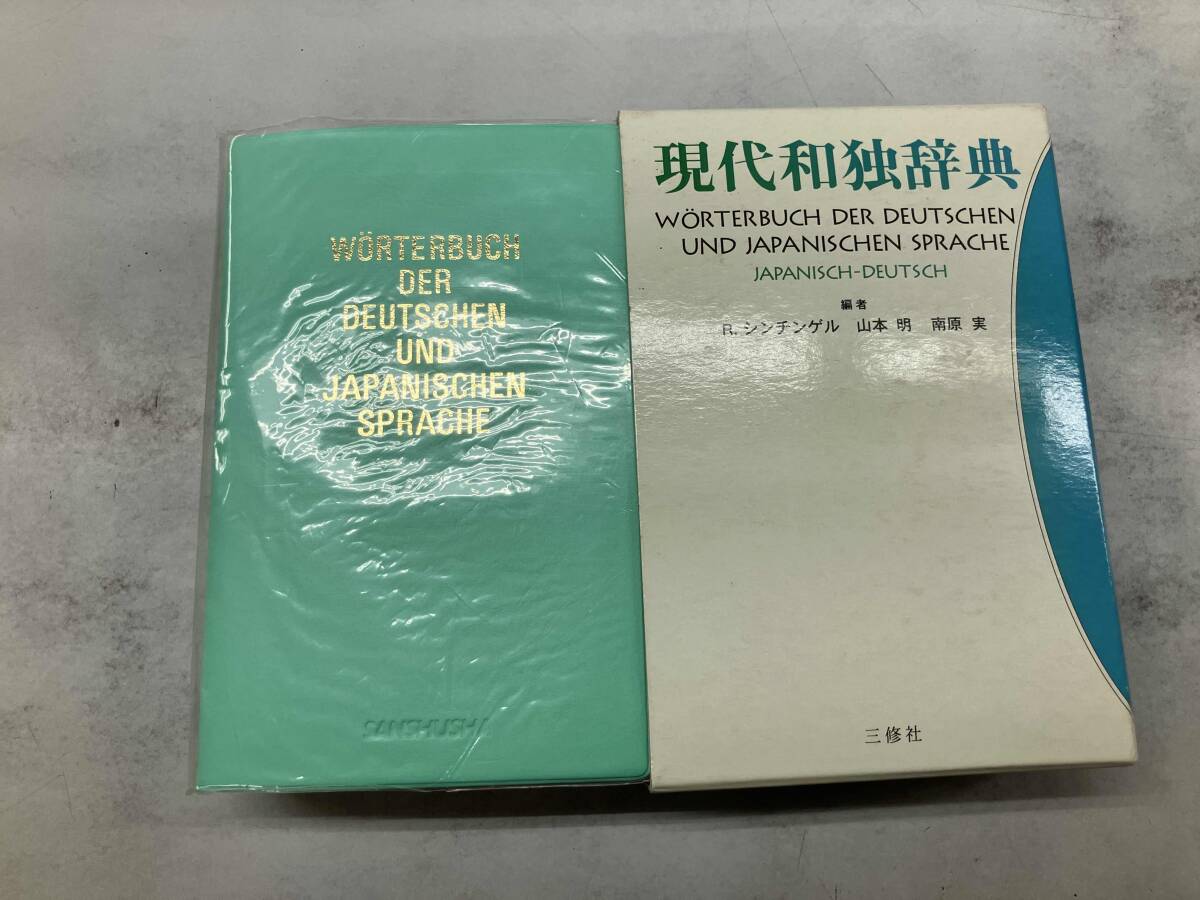 WÖRTERBUCH
DER
DEUTSCHEN
UND
JAPANISCHEN
SPRACHE
SANSHUSHA
現代和独辞典
WÖRTERBUCH DER DEUTSCHEN
UND JAPANISCHEN SPRACHE
JAPANISCH-DEUTSCH
編者
R. シンチンゲル 山本 明 南原 実
三修社